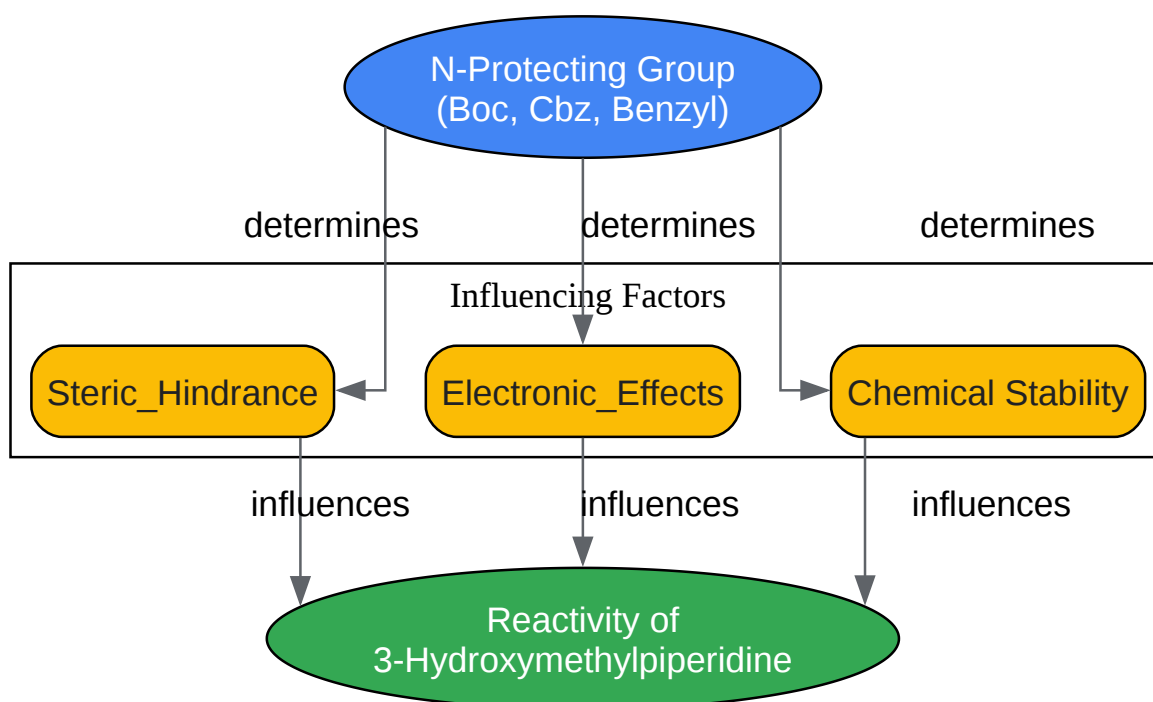 N-Protecting Group
(Boc, Cbz, Benzyl)
determines
determines
determines
Influencing Factors
Steric_Hindrance
Electronic_Effects
Chemical Stability
influences
influences
influences
Reactivity of
3-Hydroxymethylpiperidine